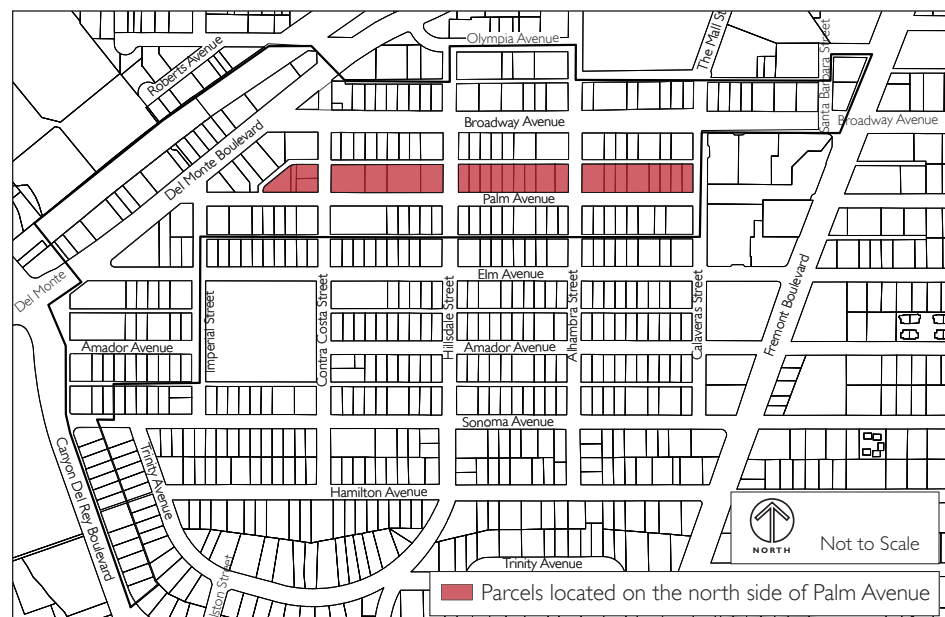 Olympia Avenue
The Mall St
Santa Barbara Street
Roberts Avenue
Broadway Avenue
Broadway Avenue
Del Monte Boulevard
Palm Avenue
Del Monte
Elm Avenue
Imperial Street
Contra Costa Street
Hillsdale Street
Alhambra Street
Calaveras Street
Fremont Boulevard
Amador Avenue
Amador Avenue
Sonoma Avenue
Canyon Del Rey Boulevard
Trinity Avenue
Hamilton Avenue
lston Street
Trinity Avenue
NORTH
Not to Scale
Parcels located on the north side of Palm Avenue